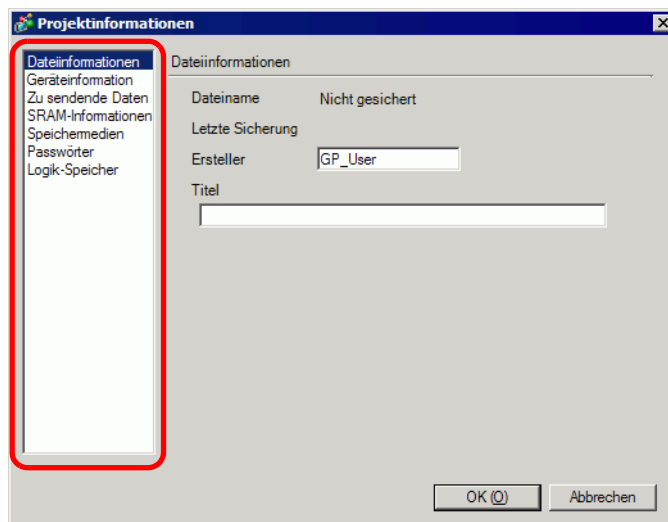 Projektinformationen
Dateiinformationen
Geräteinformation
Zu sendende Daten
SRAM-Informationen
Speichermedien
Passwörter
Logik-Speicher
Dateiinformationen
Dateiname Nicht gesichert
Letzte Sicherung
Ersteller GP_User
Titel
OK (O) Abbrechen